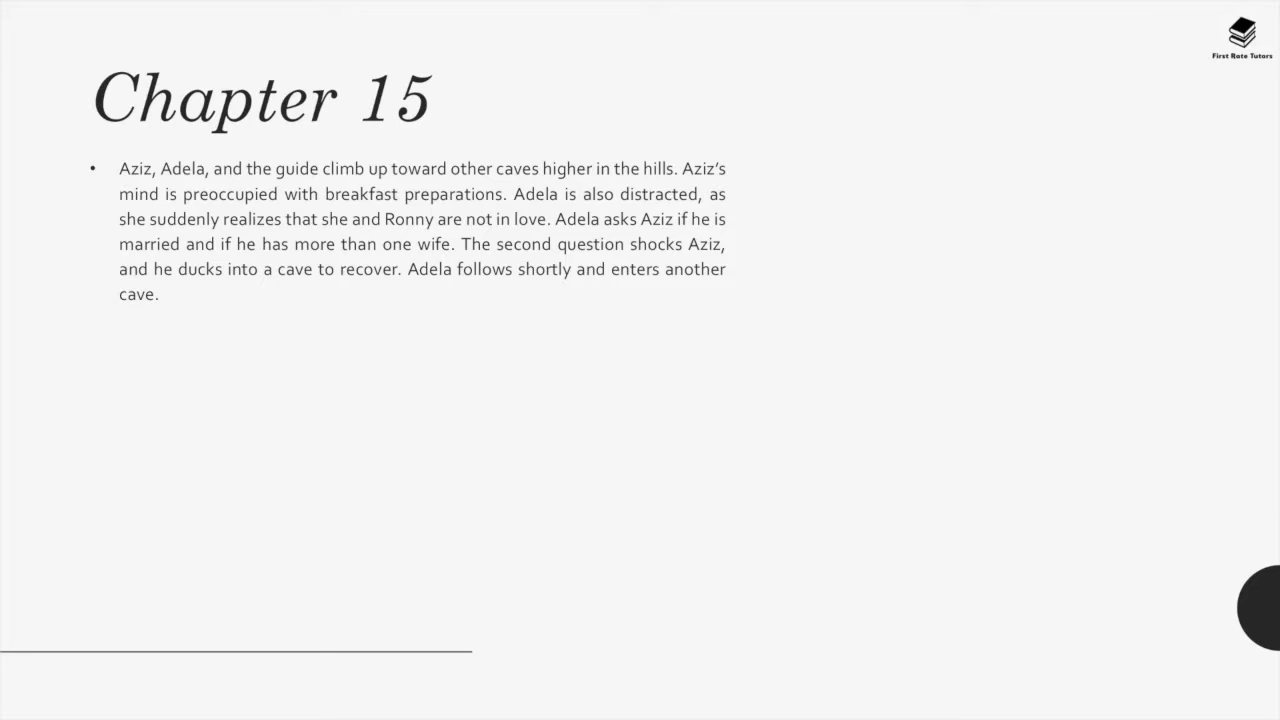 First Rate Tutors
Chapter 15
• Aziz, Adela, and the guide climb up toward other caves higher in the hills. Aziz’s
mind is preoccupied with breakfast preparations. Adela is also distracted, as
she suddenly realizes that she and Ronny are not in love. Adela asks Aziz if he is
married and if he has more than one wife. The second question shocks Aziz,
and he ducks into a cave to recover. Adela follows shortly and enters another
cave.